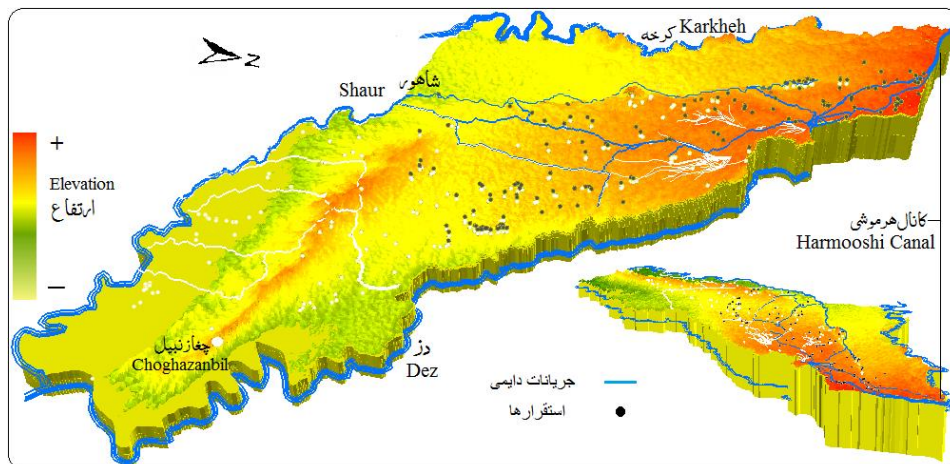 کرخه Karkheh
شاهور
Shaur
Z
+
Elevation
ارتفاع
–
کانال هرموشی
Harmooshi Canal
چغازنبیل
Choghazanbil
دز
Dez
جریانات دایمی
استقرارها